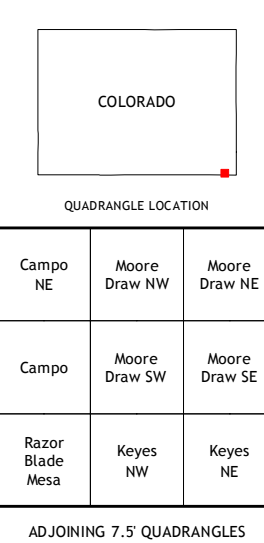 COLORADO
QUADRANGLE LOCATION
Campo
NE
Moore
Draw NW
Moore
Draw NE
Campo
Moore
Draw SW
Moore
Draw SE
Razor
Blade
Mesa
Keyes
NW
Keyes
NE
ADJOINING 7.5' QUADRANGLES